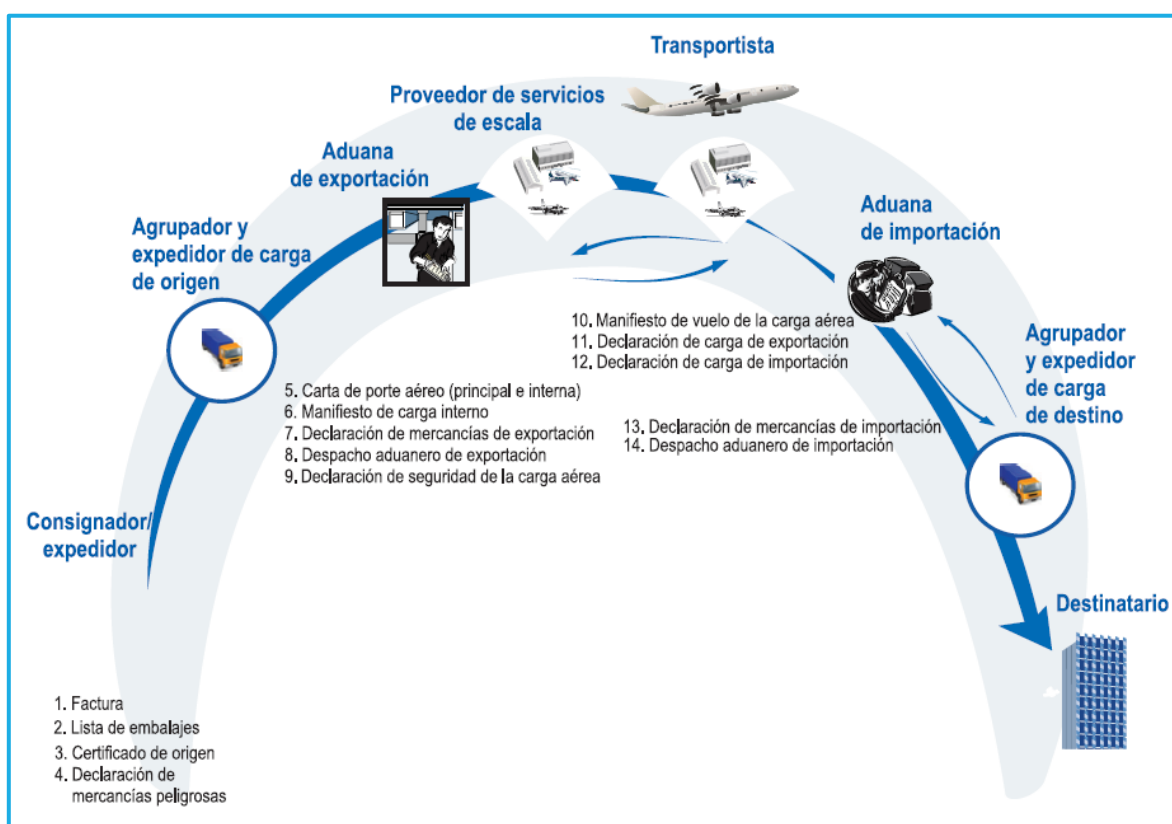 Transportista
Proveedor de servicios
de escala
Aduana
de exportación
Aduana
de importación
Agrupador y
expedidor de carga
de origen
10. Manifiesto de vuelo de la carga aérea
11. Declaración de carga de exportación
12. Declaración de carga de importación
Agrupador
y expedidor
de carga
de destino
5. Carta de porte aéreo (principal e interna)
6. Manifiesto de carga interno
7. Declaración de mercancías de exportación
8. Despacho aduanero de exportación
9. Declaración de seguridad de la carga aérea
13. Declaración de mercancías de importación
14. Despacho aduanero de importación
Consignador/
expedidor
Destinatario
1. Factura
2. Lista de embalajes
3. Certificado de origen
4. Declaración de
mercancías peligrosas